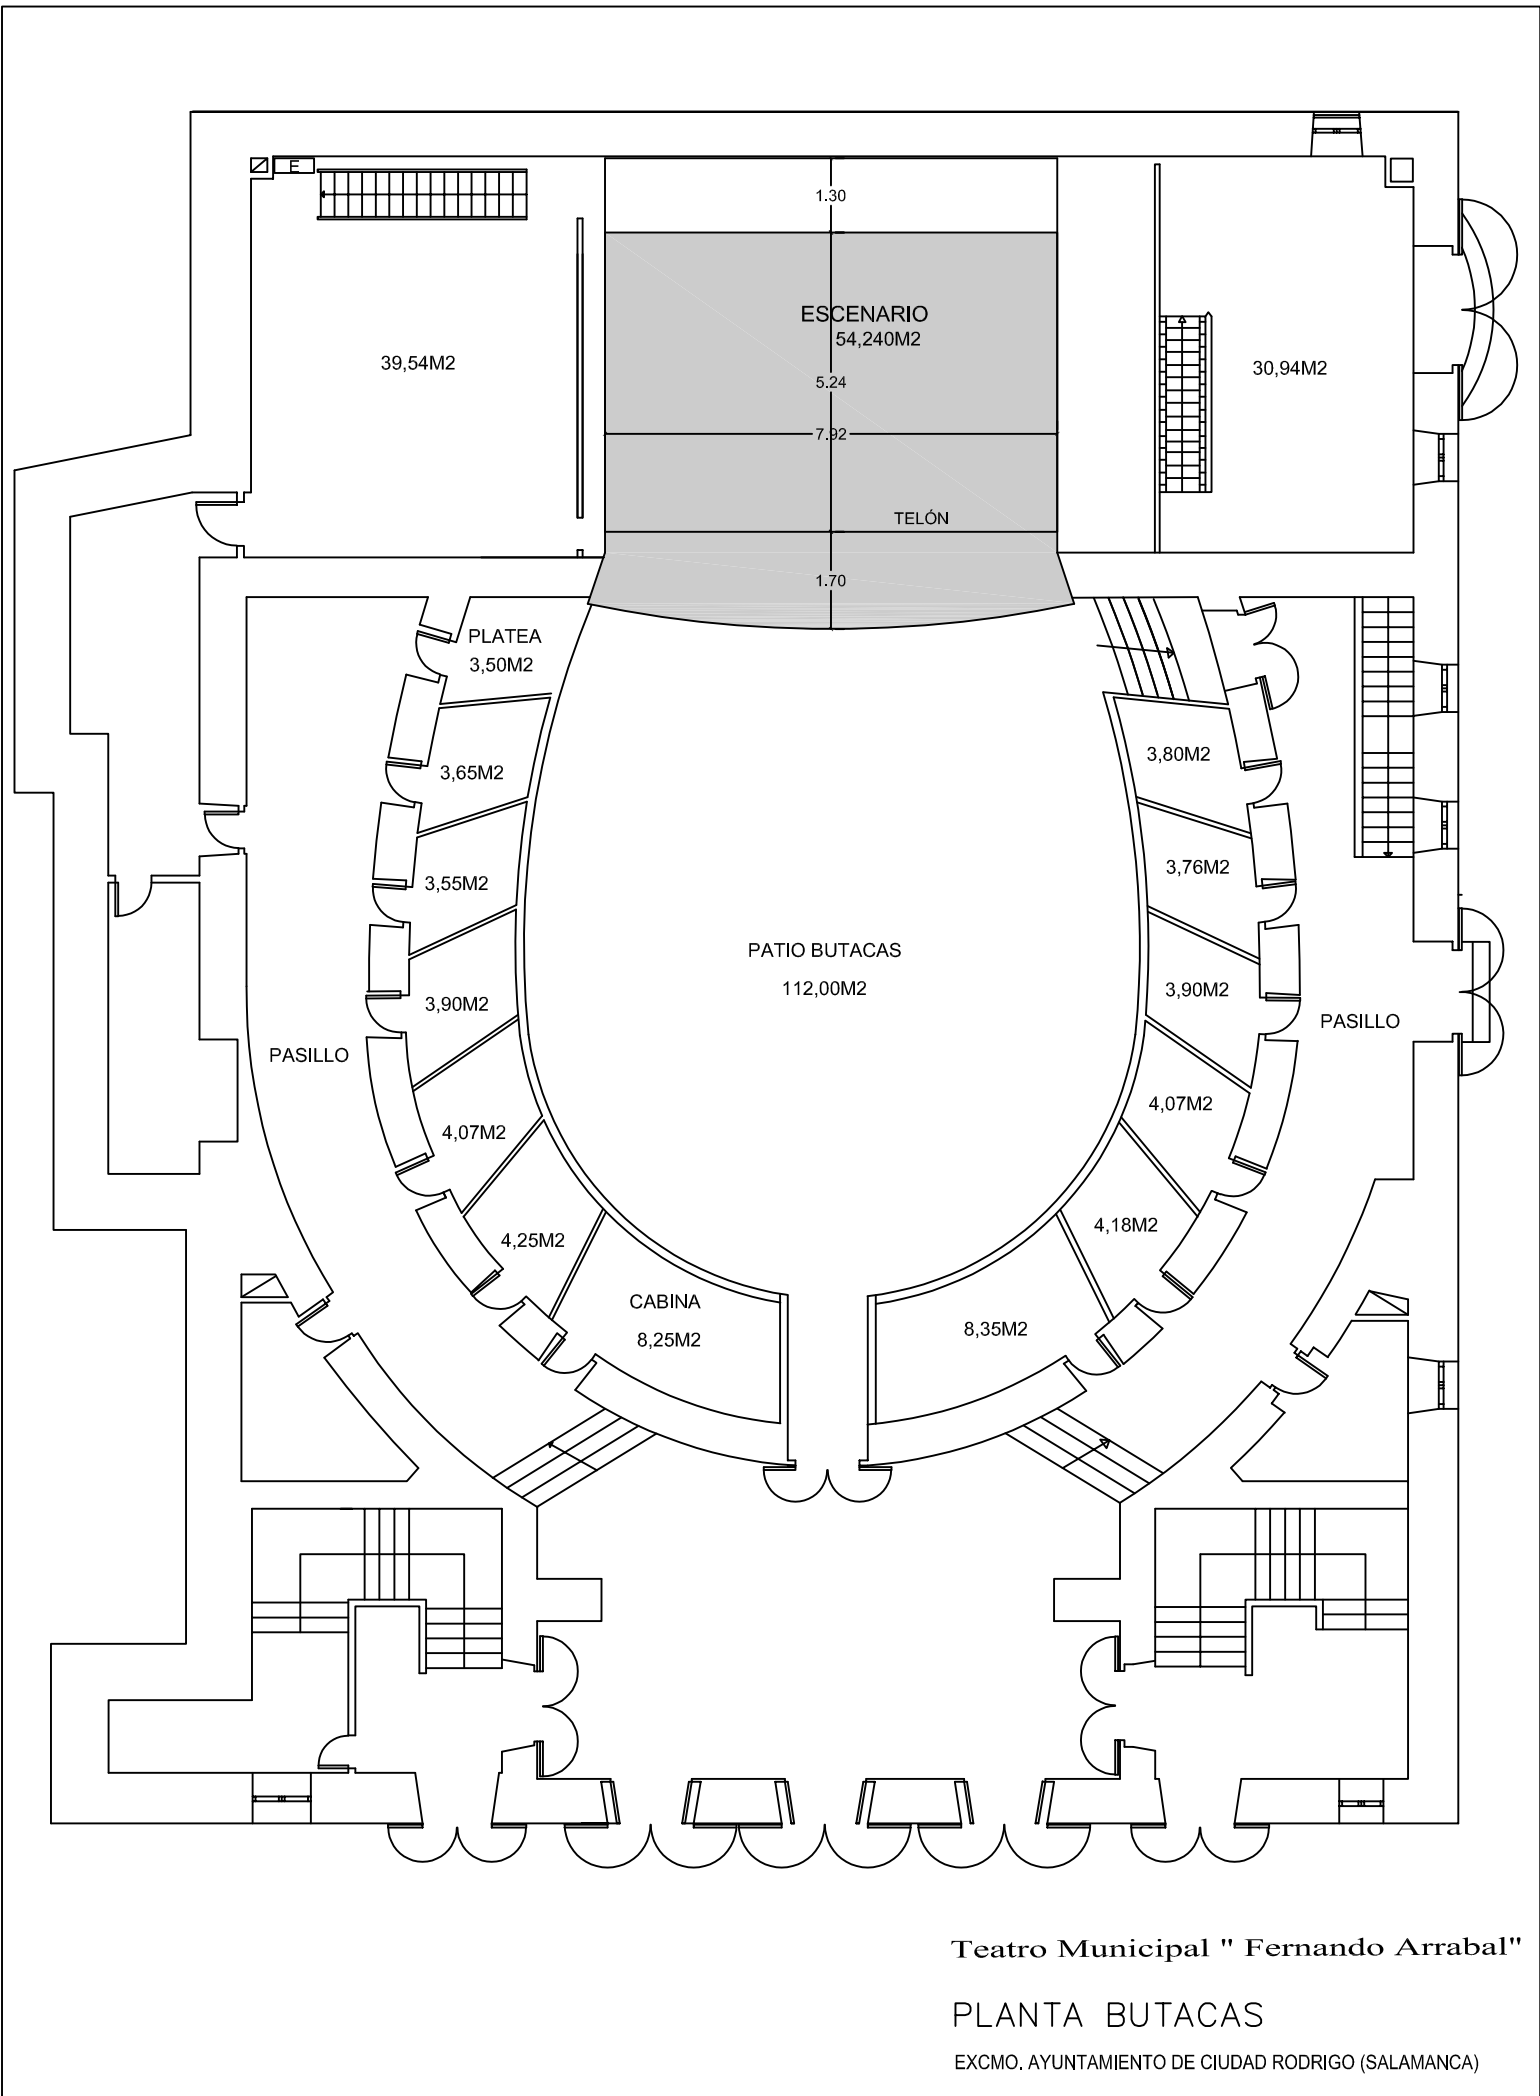 E
1.30
ESCENARIO
54,240M2
39,54M2
5.24
30,94M2
7.92
TELÓN
1.70
PLATEA
3,50M2
3,65M2
3,80M2
3,55M2
3,76M2
PATIO BUTACAS
112,00M2
3,90M2
3,90M2
PASILLO
PASILLO
4,07M2
4,07M2
4,25M2
4,18M2
CABINA
8,25M2
8,35M2
Teatro Municipal " Fernando Arrabal"
PLANTA BUTACAS
EXCMO. AYUNTAMIENTO DE CIUDAD RODRIGO (SALAMANCA)